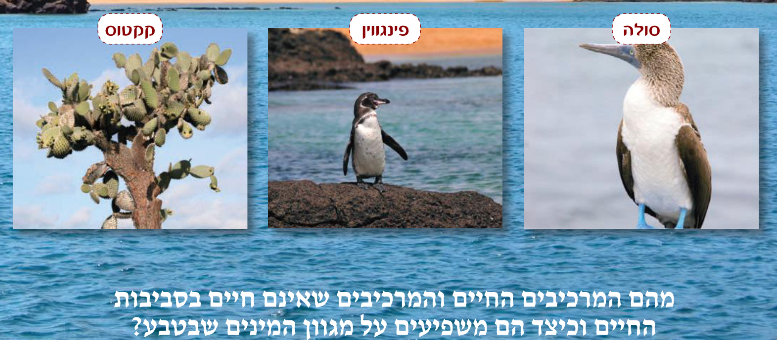 סולה
פינגווין
קקטוס
מהם המרכיבים החיים והמרכיבים שאינם חיים בסביבות
החיים וכיצד הם משפיעים על מגוון המינים שבטבע?